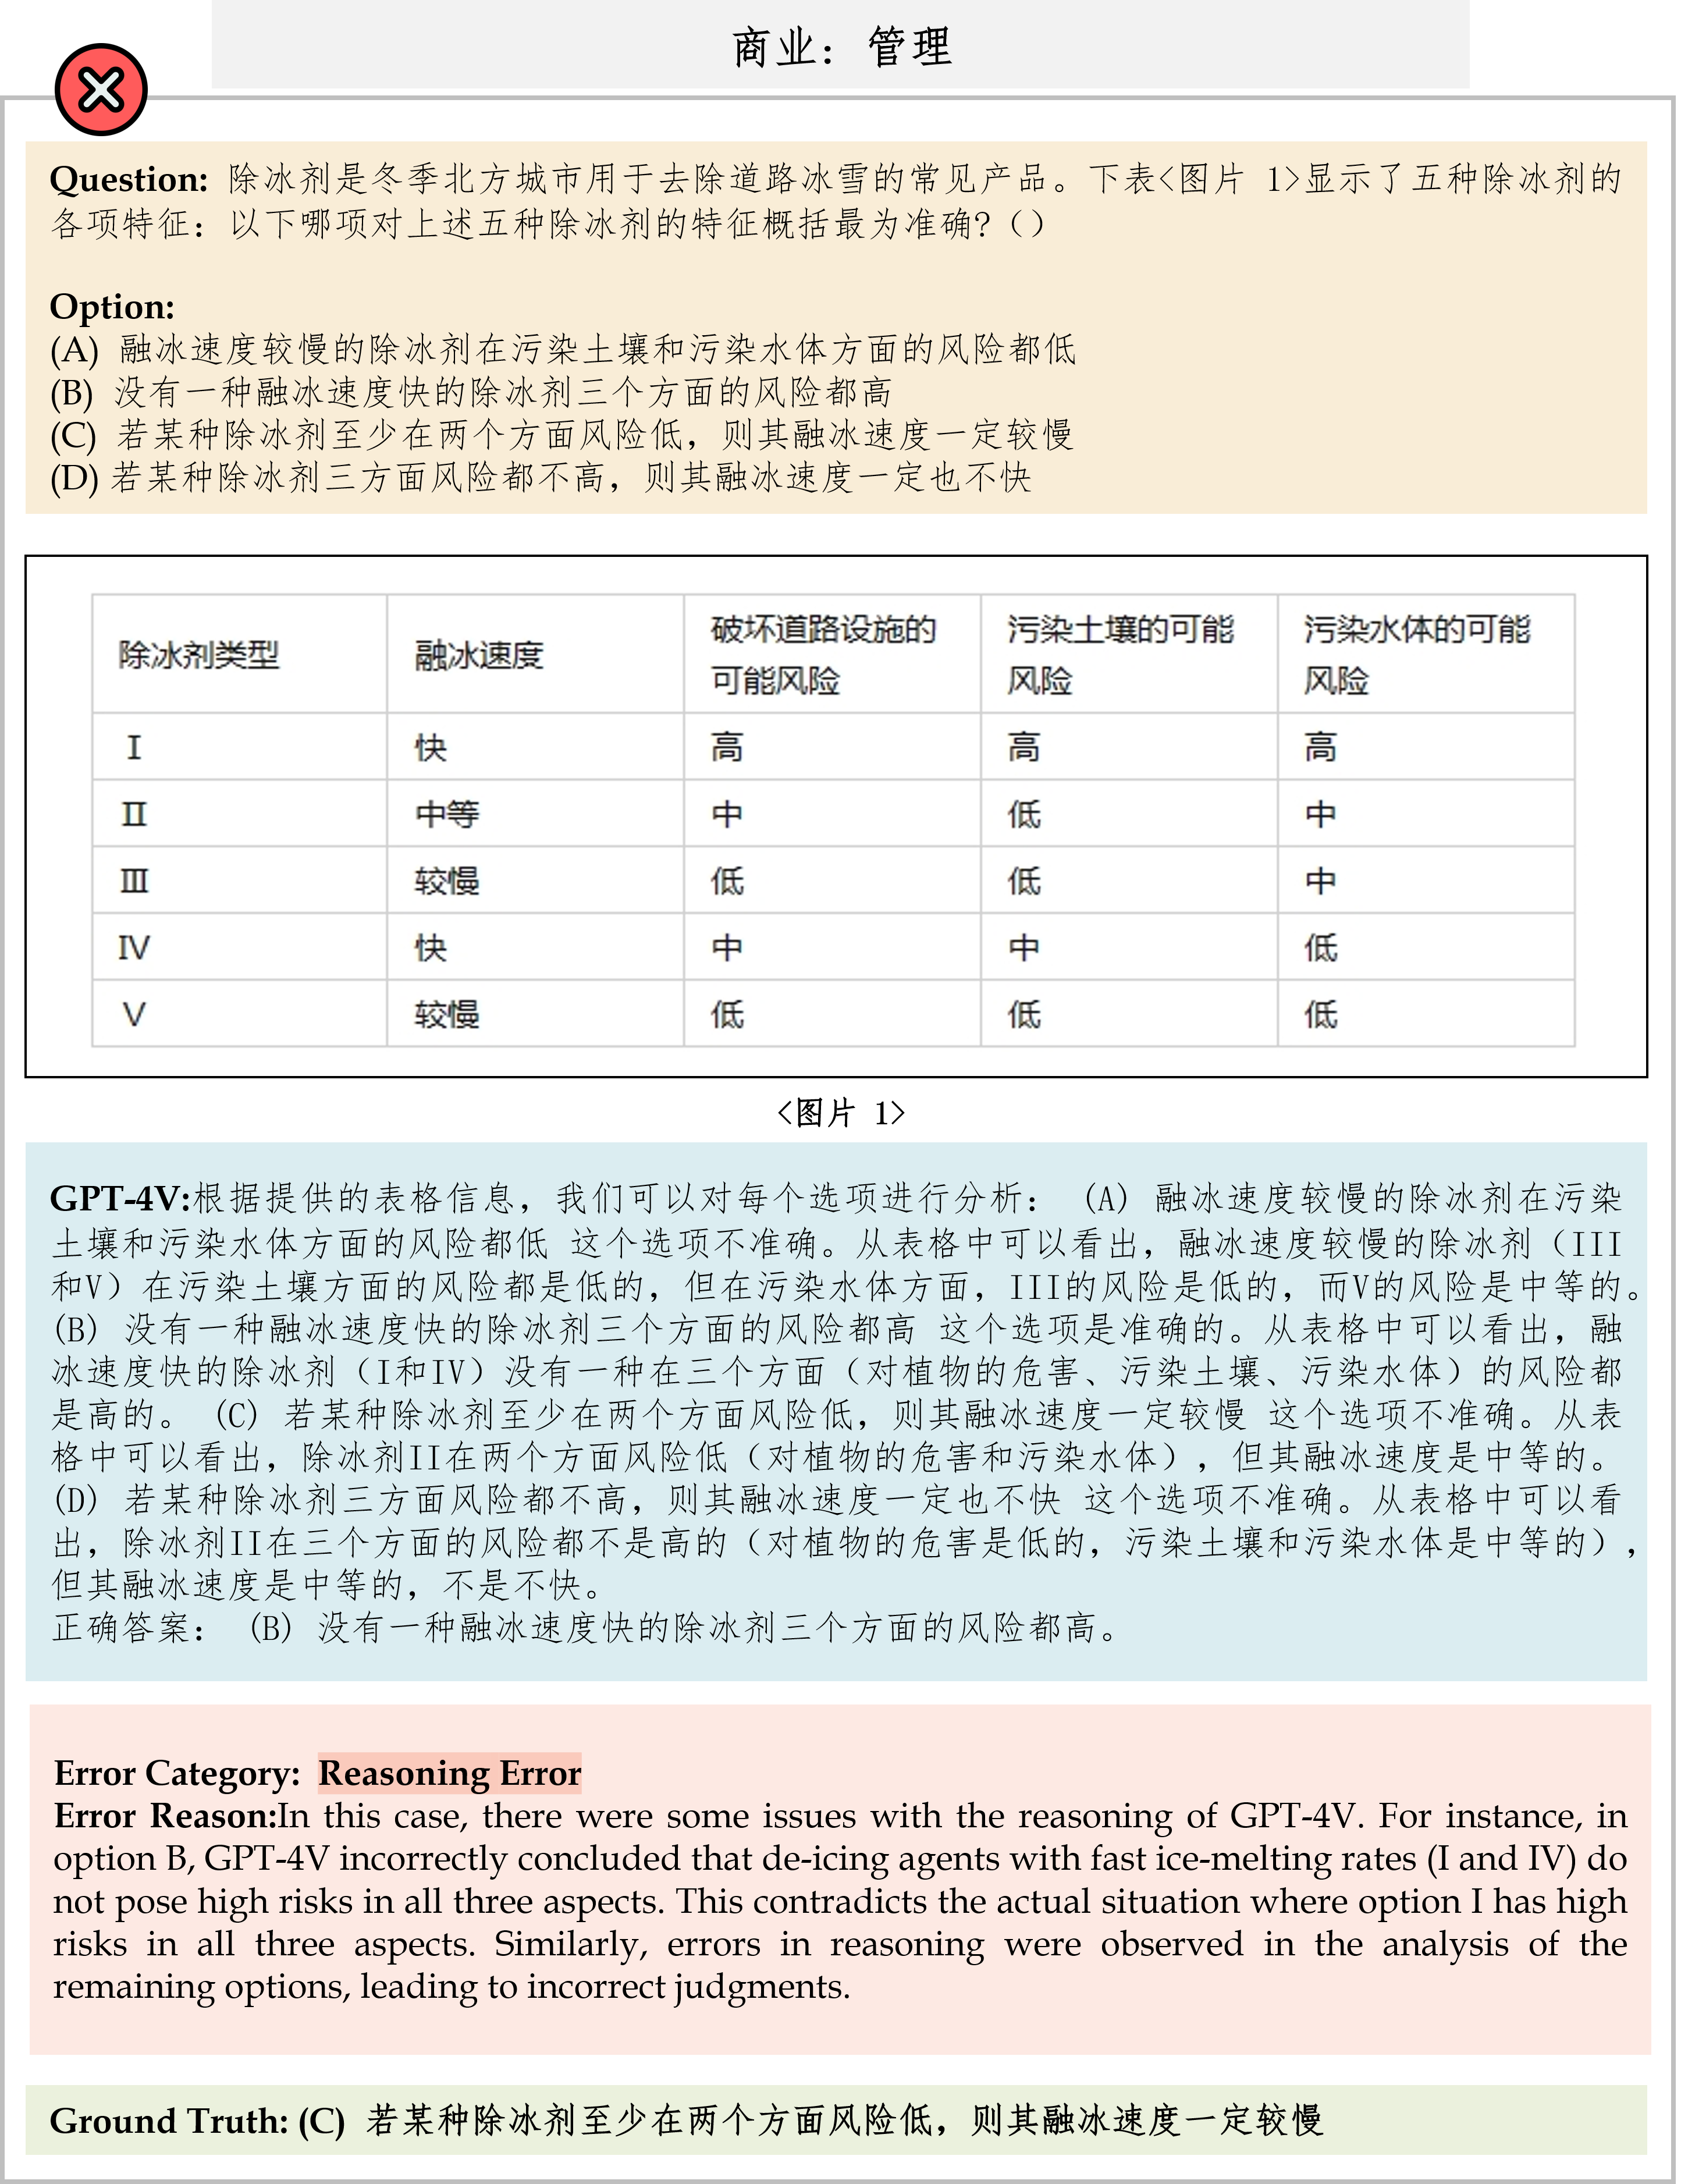 商业：管理
Question: 除冰剂是冬季北方城市用于去除道路冰雪的常见产品。下表<图片 1>显示了五种除冰剂的
各项特征：以下哪项对上述五种除冰剂的特征概括最为准确?（）
Option:
(A) 融冰速度较慢的除冰剂在污染土壤和污染水体方面的风险都低
(B) 没有一种融冰速度快的除冰剂三个方面的风险都高
(C) 若某种除冰剂至少在两个方面风险低，则其融冰速度一定较慢
(D) 若某种除冰剂三方面风险都不高，则其融冰速度一定也不快
除冰剂类型 融冰速度 破坏道路设施的可能风险 污染土壤的可能风险 污染水体的可能风险
Ⅰ 快 高 高 高
Ⅱ 中等 中 低 中
Ⅲ 较慢 低 低 中
Ⅳ 快 中 中 低
Ⅴ 较慢 低 低 低
<图片 1>
GPT-4V:根据提供的表格信息，我们可以对每个选项进行分析： (A) 融冰速度较慢的除冰剂在污染
土壤和污染水体方面的风险都低 这个选项不准确。从表格中可以看出，融冰速度较慢的除冰剂（III
和V）在污染土壤方面的风险都是低的，但在污染水体方面，III的风险是低的，而V的风险是中等的。
(B) 没有一种融冰速度快的除冰剂三个方面的风险都高 这个选项是准确的。从表格中可以看出，融
冰速度快的除冰剂（I和IV）没有一种在三个方面（对植物的危害、污染土壤、污染水体）的风险都
是高的。 (C) 若某种除冰剂至少在两个方面风险低，则其融冰速度一定较慢 这个选项不准确。从表
格中可以看出，除冰剂II在两个方面风险低（对植物的危害和污染水体），但其融冰速度是中等的。
(D) 若某种除冰剂三方面风险都不高，则其融冰速度一定也不快 这个选项不准确。从表格中可以看
出，除冰剂II在三个方面的风险都不是高的（对植物的危害是低的，污染土壤和污染水体是中等的），
但其融冰速度是中等的，不是不快。
正确答案： (B) 没有一种融冰速度快的除冰剂三个方面的风险都高。
Error Category: Reasoning Error
Error Reason:In this case, there were some issues with the reasoning of GPT-4V. For instance, in
option B, GPT-4V incorrectly concluded that de-icing agents with fast ice-melting rates (I and IV) do
not pose high risks in all three aspects. This contradicts the actual situation where option I has high
risks in all three aspects. Similarly, errors in reasoning were observed in the analysis of the
remaining options, leading to incorrect judgments.
Ground Truth: (C) 若某种除冰剂至少在两个方面风险低，则其融冰速度一定较慢